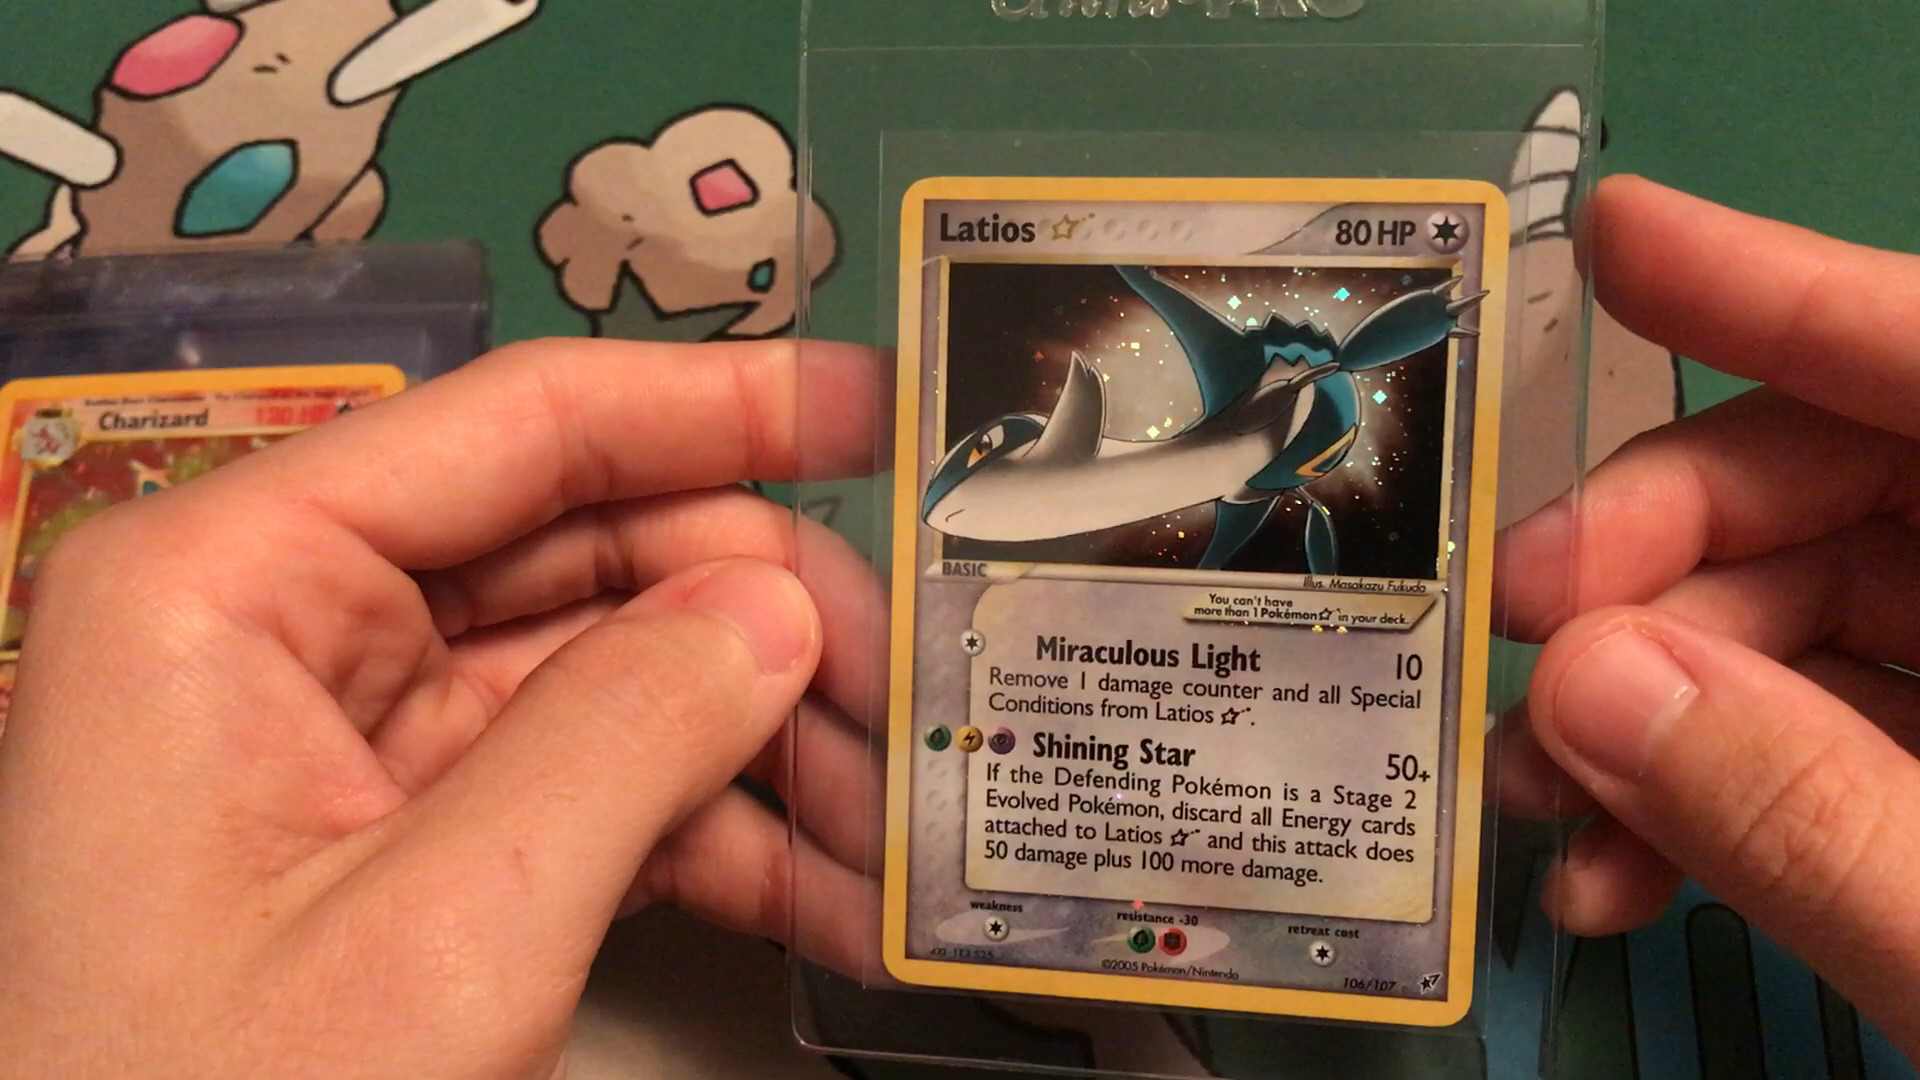 Latios ☆
80 HP
BASIC
Illus. Masakazu Fukuda
You can't have
more than 1 Pokémon ☆ in your deck.
Miraculous Light 10
Remove 1 damage counter and all Special
Conditions from Latios ☆.
Shining Star 50+
If the Defending Pokémon is a Stage 2
Evolved Pokémon, discard all Energy cards
attached to Latios ☆ and this attack does
50 damage plus 100 more damage.
weakness
resistance -30
retreat cost
©2005 Pokémon/Nintendo
106/107
Charizard
120 HP